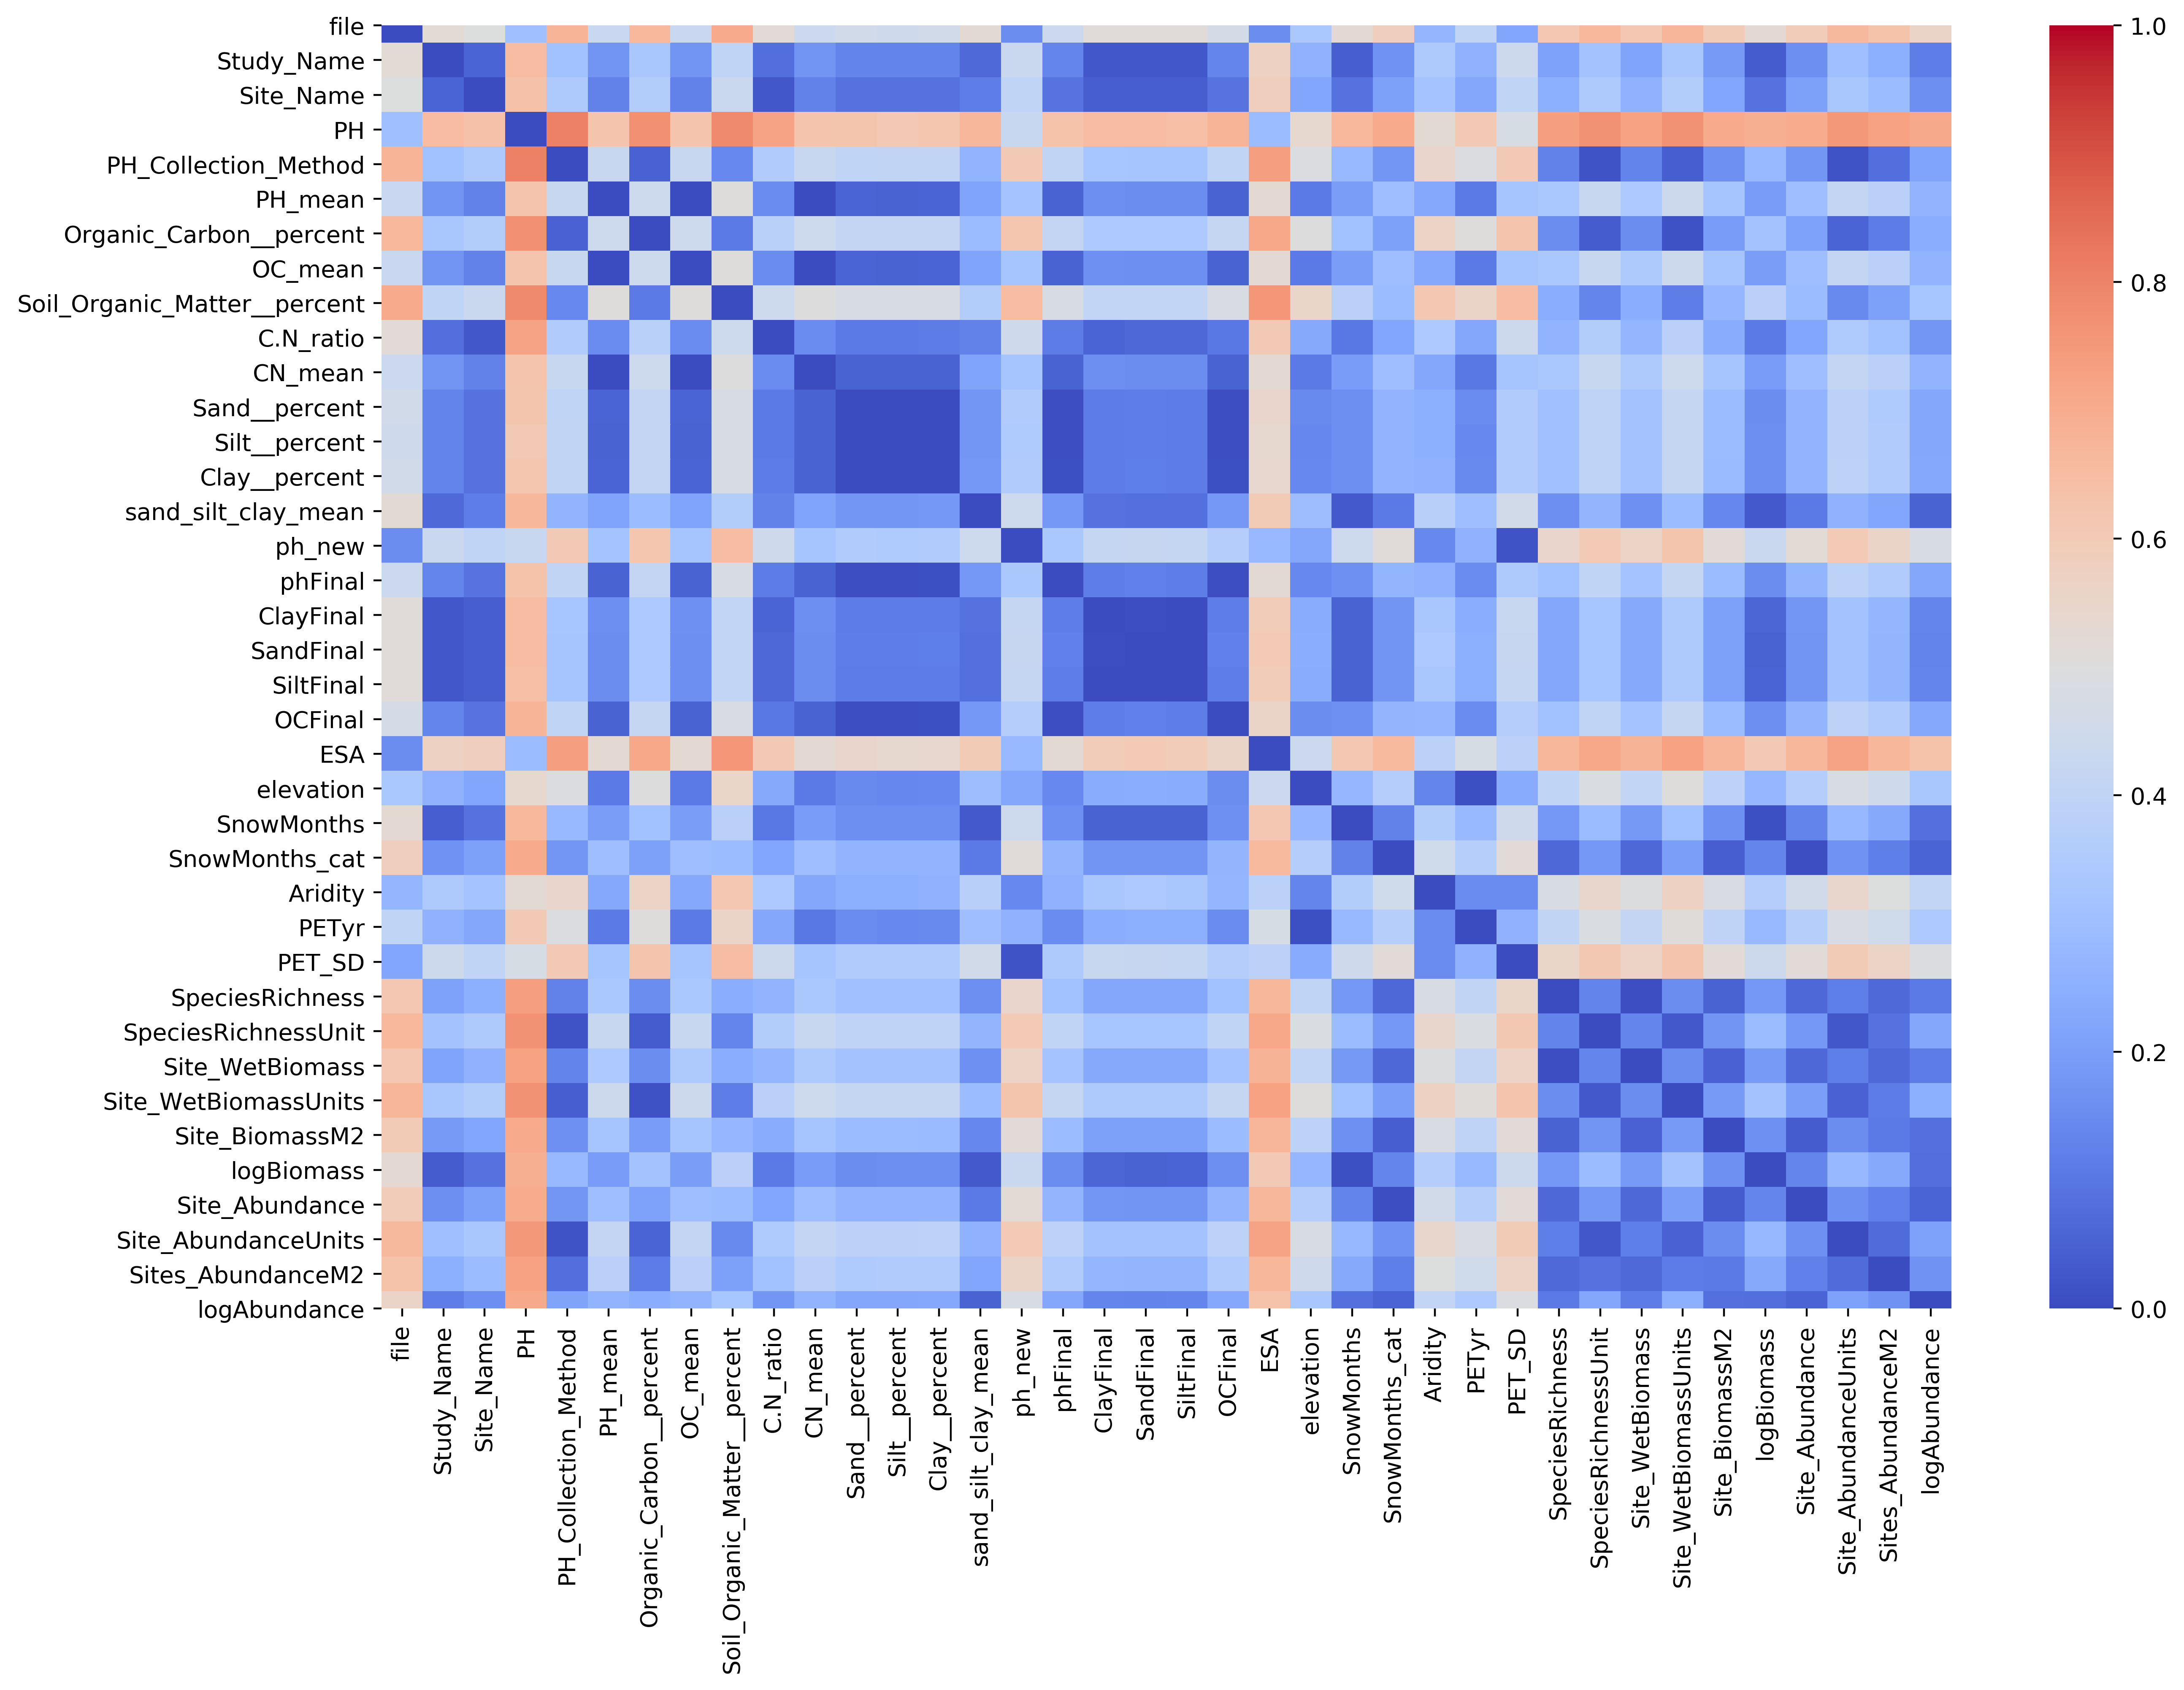 file
Study_Name
Site_Name
PH
PH_Collection_Method
PH_mean
Organic_Carbon__percent
OC_mean
Soil_Organic_Matter__percent
C.N_ratio
CN_mean
Sand__percent
Silt__percent
Clay__percent
sand_silt_clay_mean
ph_new
phFinal
ClayFinal
SandFinal
SiltFinal
OCFinal
ESA
elevation
SnowMonths
SnowMonths_cat
Aridity
PETyr
PET_SD
SpeciesRichness
SpeciesRichnessUnit
Site_WetBiomass
Site_WetBiomassUnits
Site_BiomassM2
logBiomass
Site_Abundance
Site_AbundanceUnits
Sites_AbundanceM2
logAbundance
file
Study_Name
Site_Name
PH
PH_Collection_Method
PH_mean
Organic_Carbon__percent
OC_mean
Soil_Organic_Matter__percent
C.N_ratio
CN_mean
Sand__percent
Silt__percent
Clay__percent
sand_silt_clay_mean
ph_new
phFinal
ClayFinal
SandFinal
SiltFinal
OCFinal
ESA
elevation
SnowMonths
SnowMonths_cat
Aridity
PETyr
PET_SD
SpeciesRichness
SpeciesRichnessUnit
Site_WetBiomass
Site_WetBiomassUnits
Site_BiomassM2
logBiomass
Site_Abundance
Site_AbundanceUnits
Sites_AbundanceM2
logAbundance
1.0
0.8
0.6
0.4
0.2
0.0